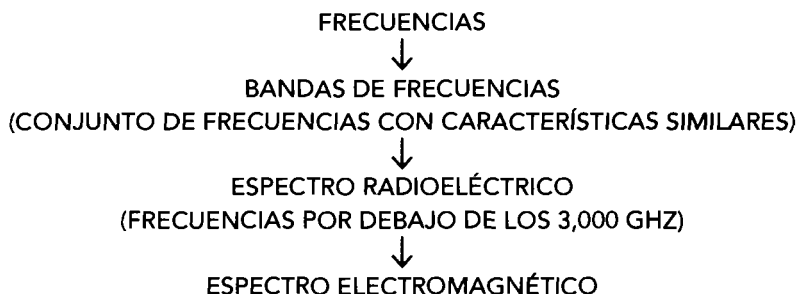 FRECUENCIAS
↓
BANDAS DE FRECUENCIAS
(CONJUNTO DE FRECUENCIAS CON CARACTERÍSTICAS SIMILARES)
↓
ESPECTRO RADIOELÉCTRICO
(FRECUENCIAS POR DEBAJO DE LOS 3,000 GHZ)
↓
ESPECTRO ELECTROMAGNÉTICO